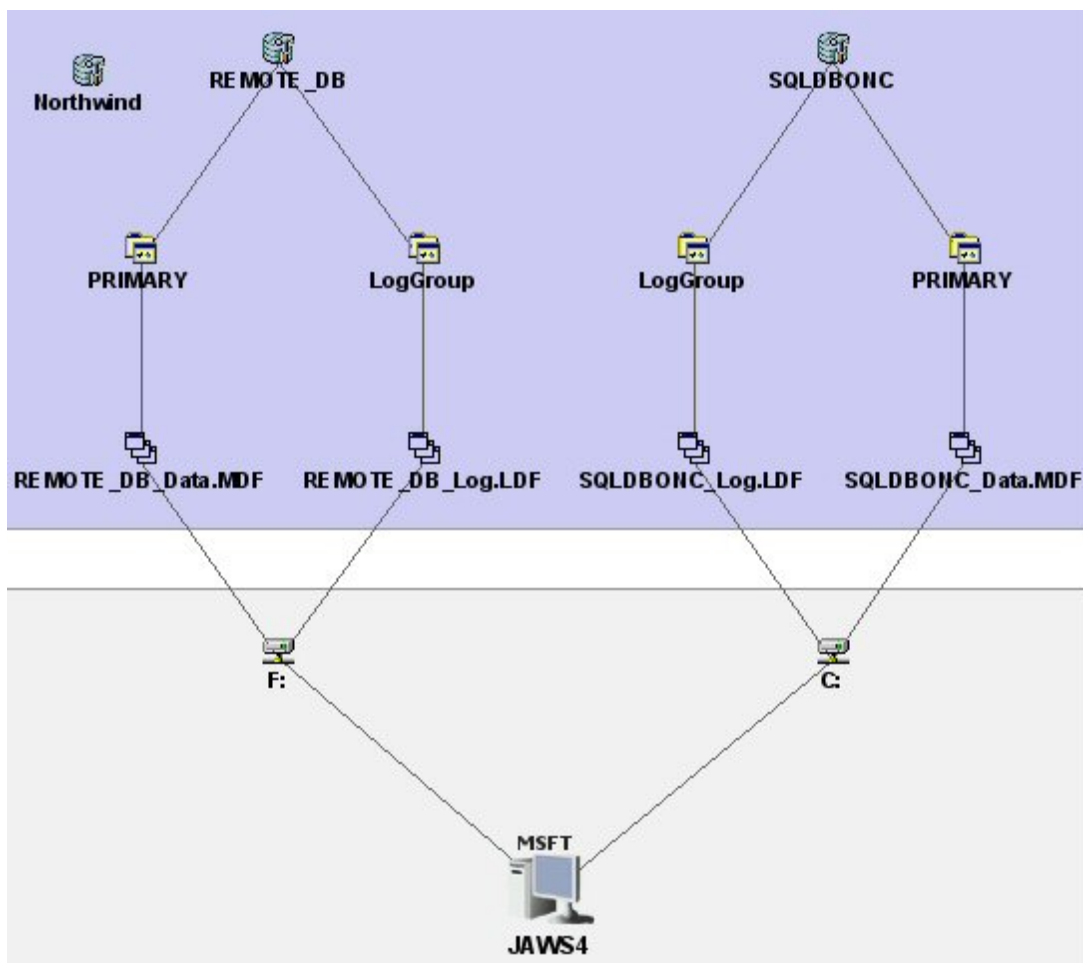 REMOTE_DB
SQLDBONC
Northwind
PRIMARY
LogGroup
LogGroup
PRIMARY
REMOTE_DB_Data.MDF
REMOTE_DB_Log.LDF
SQLDBONC_Log.LDF
SQLDBONC_Data.MDF
F:
C:
MSFT
JAWS4